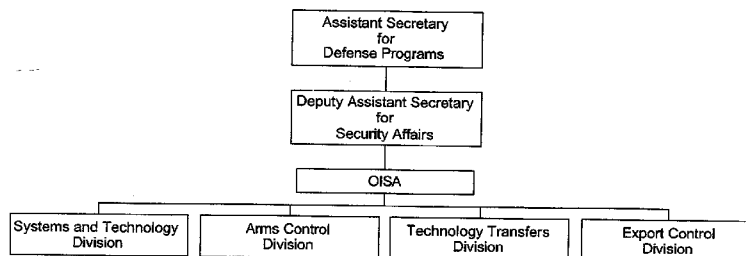 Assistant Secretary
for
Defense Programs
Deputy Assistant Secretary
for
Security Affairs
OISA
Systems and Technology
Division
Arms Control
Division
Technology Transfers
Division
Export Control
Division